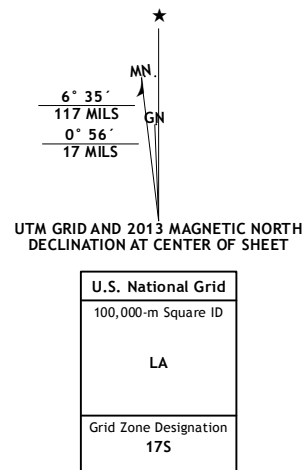 ★
MN.
6° 35´
117 MILS
GN
0° 56´
17 MILS
UTM GRID AND 2013 MAGNETIC NORTH
DECLINATION AT CENTER OF SHEET
U.S. National Grid
100,000-m Square ID
LA
Grid Zone Designation
17S